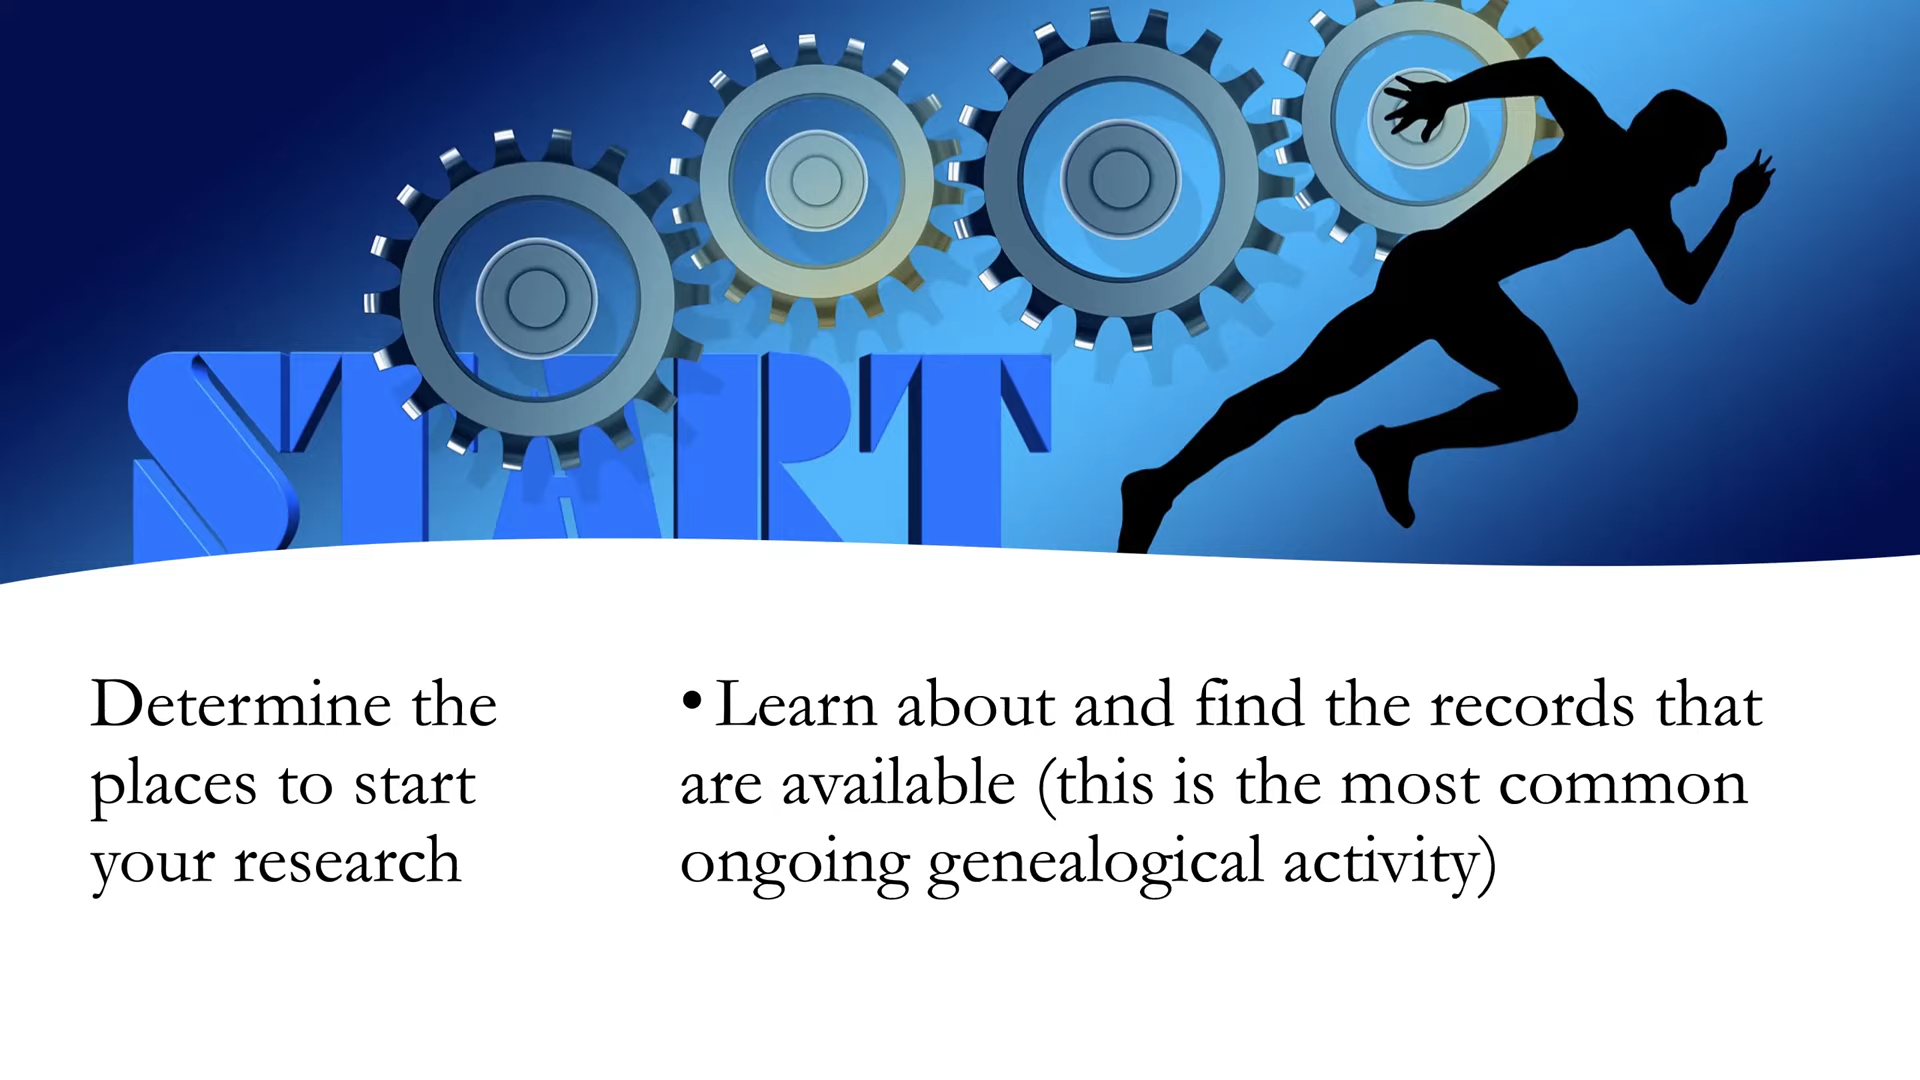 START
Determine the
places to start
your research
• Learn about and find the records that
are available (this is the most common
ongoing genealogical activity)